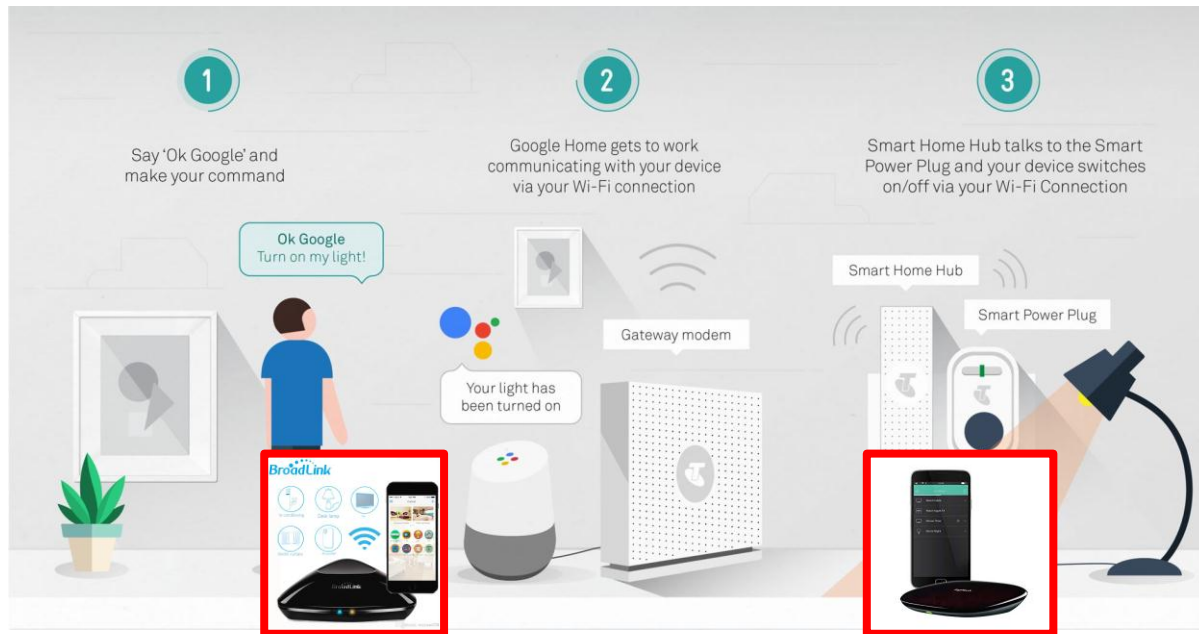 1
Say ‘Ok Google’ and
make your command
Ok Google
Turn on my light!
2
Google Home gets to work
communicating with your device
via your Wi-Fi connection
Your light has
been turned on
Gateway modem
3
Smart Home Hub talks to the Smart
Power Plug and your device switches
on/off via your Wi-Fi Connection
Smart Home Hub
Smart Power Plug
BroadLink
BroadLink